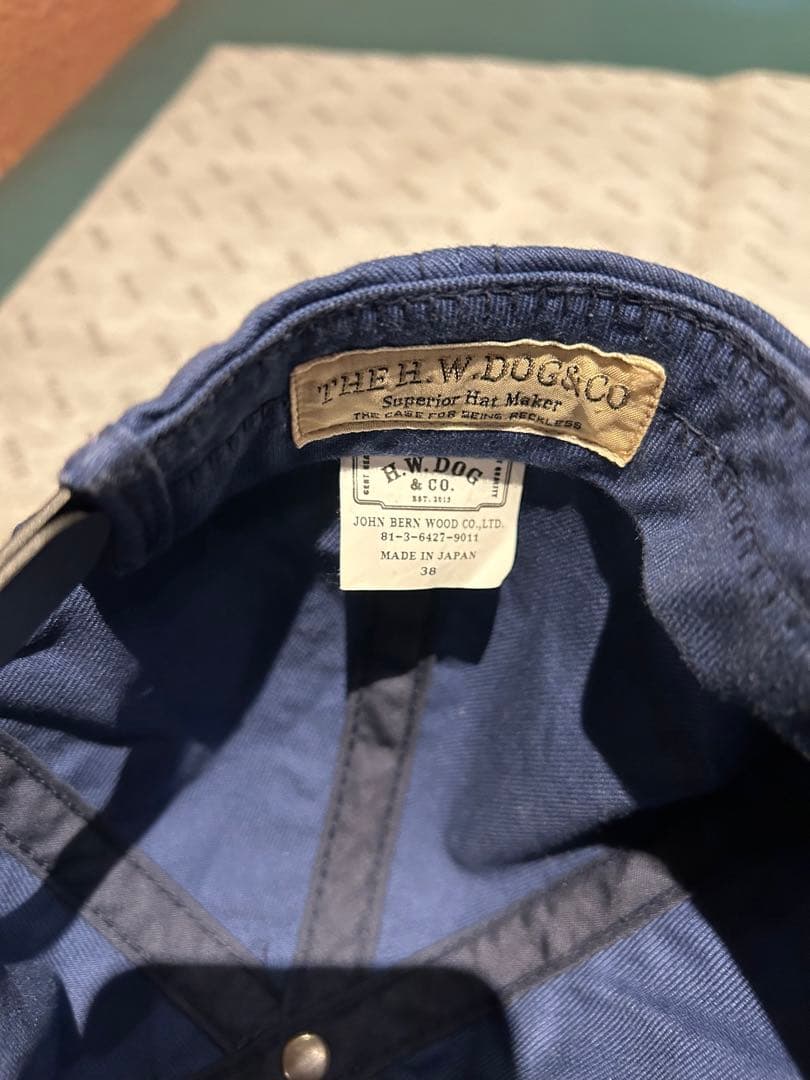 THE H.W.DOG&CO
Superior Hat Maker
THE CASE FOR BEING RECKLESS
H.W. DOG
& CO.
EST. 2013
JOHN BERN WOOD CO.,LTD.
81-3-6427-9011
MADE IN JAPAN
38